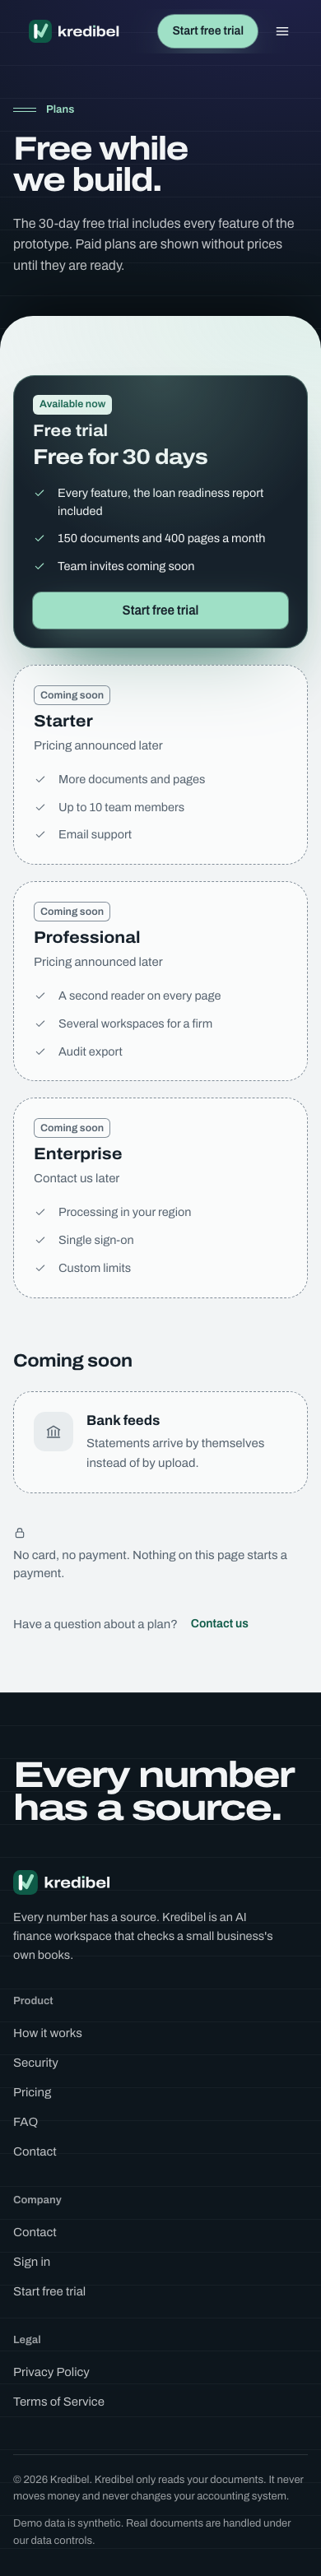 kredibel
Start free trial
Plans
Free while
we build.
The 30-day free trial includes every feature of the
prototype. Paid plans are shown without prices
until they are ready.
Available now
Free trial
Free for 30 days
Every feature, the loan readiness report
included
150 documents and 400 pages a month
Team invites coming soon
Start free trial
Coming soon
Starter
Pricing announced later
More documents and pages
Up to 10 team members
Email support
Coming soon
Professional
Pricing announced later
A second reader on every page
Several workspaces for a firm
Audit export
Coming soon
Enterprise
Contact us later
Processing in your region
Single sign-on
Custom limits
Coming soon
Bank feeds
Statements arrive by themselves
instead of by upload.
No card, no payment. Nothing on this page starts a
payment.
Have a question about a plan? Contact us
Every number
has a source.
kredibel
Every number has a source. Kredibel is an AI
finance workspace that checks a small business's
own books.
Product
How it works
Security
Pricing
FAQ
Contact
Company
Contact
Sign in
Start free trial
Legal
Privacy Policy
Terms of Service
© 2026 Kredibel. Kredibel only reads your documents. It never
moves money and never changes your accounting system.
Demo data is synthetic. Real documents are handled under
our data controls.